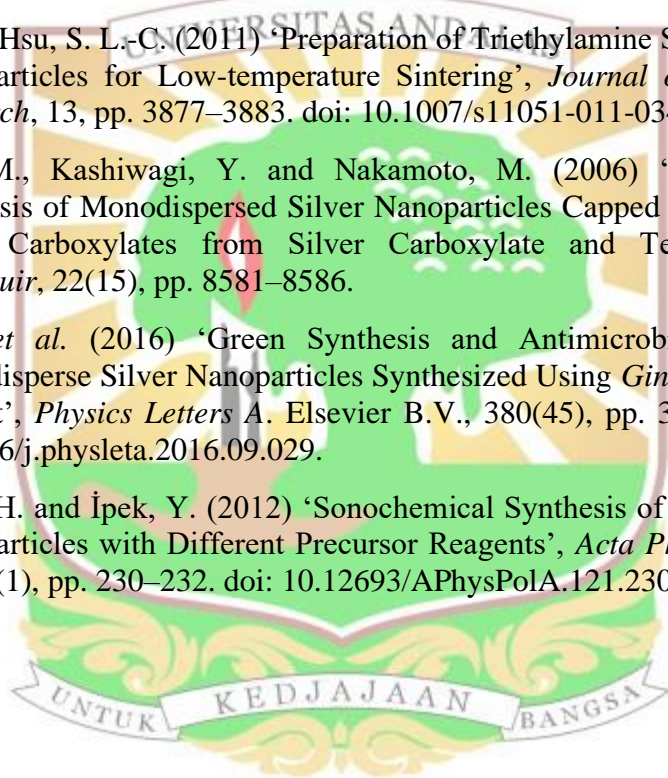 UNIVERSITAS ANDALAS
Hsu, S. L.-C. (2011) ‘Preparation of Triethylamine S
articles for Low-temperature Sintering’, Journal o
rch, 13, pp. 3877–3883. doi: 10.1007/s11051-011-03
M., Kashiwagi, Y. and Nakamoto, M. (2006) ‘
sis of Monodispersed Silver Nanoparticles Capped
Carboxylates from Silver Carboxylate and Te
uir, 22(15), pp. 8581–8586.
et al. (2016) ‘Green Synthesis and Antimicrobi
disperse Silver Nanoparticles Synthesized Using Gin
t’, Physics Letters A. Elsevier B.V., 380(45), pp. 3
6/j.physleta.2016.09.029.
H. and İpek, Y. (2012) ‘Sonochemical Synthesis of
articles with Different Precursor Reagents’, Acta Ph
(1), pp. 230–232. doi: 10.12693/APhysPolA.121.230
UNTUK KEDJAJAAN BANGSA